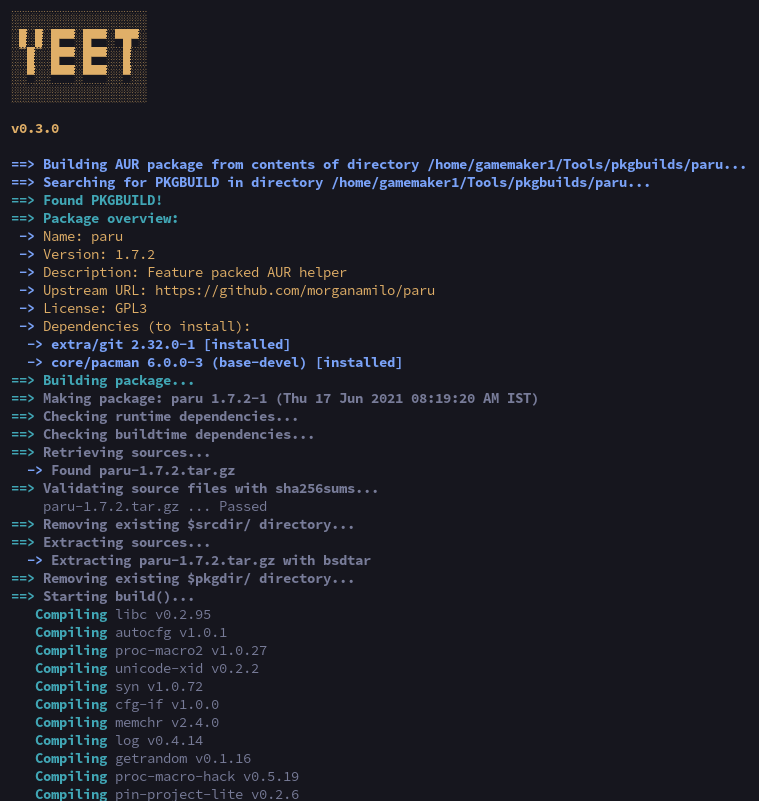 YEET
v0.3.0
==> Building AUR package from contents of directory /home/gamemaker1/Tools/pkgbuilds/paru...
==> Searching for PKGBUILD in directory /home/gamemaker1/Tools/pkgbuilds/paru...
==> Found PKGBUILD!
==> Package overview:
-> Name: paru
-> Version: 1.7.2
-> Description: Feature packed AUR helper
-> Upstream URL: https://github.com/morganamilo/paru
-> License: GPL3
-> Dependencies (to install):
-> extra/git 2.32.0-1 [installed]
-> core/pacman 6.0.0-3 (base-devel) [installed]
==> Building package...
==> Making package: paru 1.7.2-1 (Thu 17 Jun 2021 08:19:20 AM IST)
==> Checking runtime dependencies...
==> Checking buildtime dependencies...
==> Retrieving sources...
-> Found paru-1.7.2.tar.gz
==> Validating source files with sha256sums...
paru-1.7.2.tar.gz ... Passed
==> Removing existing $srcdir/ directory...
==> Extracting sources...
-> Extracting paru-1.7.2.tar.gz with bsdtar
==> Removing existing $pkgdir/ directory...
==> Starting build()...
Compiling libc v0.2.95
Compiling autocfg v1.0.1
Compiling proc-macro2 v1.0.27
Compiling unicode-xid v0.2.2
Compiling syn v1.0.72
Compiling cfg-if v1.0.0
Compiling memchr v2.4.0
Compiling log v0.4.14
Compiling getrandom v0.1.16
Compiling proc-macro-hack v0.5.19
Compiling pin-project-lite v0.2.6